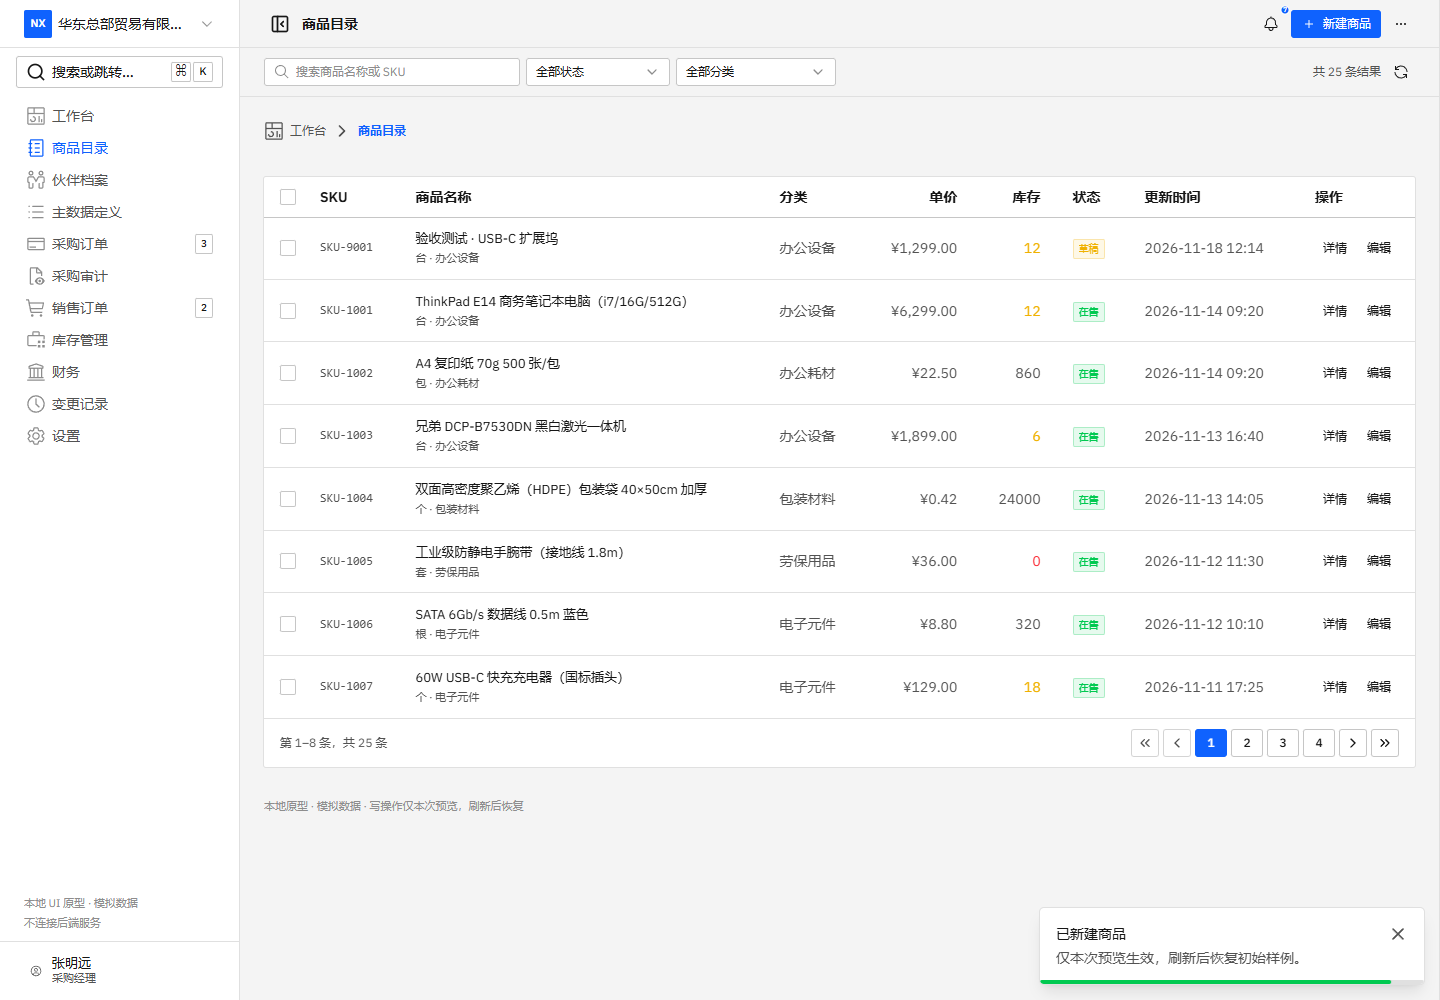 NX 华东总部贸易有限...
商品目录
新建商品
搜索或跳转... ⌘ K
搜索商品名称或 SKU
全部状态
全部分类
共 25 条结果
工作台
商品目录
伙伴档案
主数据定义
采购订单 3
采购审计
销售订单 2
库存管理
财务
变更记录
设置
工作台 > 商品目录
SKU 商品名称 分类 单价 库存 状态 更新时间 操作
SKU-9001 验收测试 · USB-C 扩展坞 办公设备 ¥1,299.00 12 草稿 2026-11-18 12:14 详情 编辑
台 · 办公设备
SKU-1001 ThinkPad E14 商务笔记本电脑（i7/16G/512G） 办公设备 ¥6,299.00 12 在售 2026-11-14 09:20 详情 编辑
台 · 办公设备
SKU-1002 A4 复印纸 70g 500 张/包 办公耗材 ¥22.50 860 在售 2026-11-14 09:20 详情 编辑
包 · 办公耗材
SKU-1003 兄弟 DCP-B7530DN 黑白激光一体机 办公设备 ¥1,899.00 6 在售 2026-11-13 16:40 详情 编辑
台 · 办公设备
SKU-1004 双面高密度聚乙烯（HDPE）包装袋 40×50cm 加厚 包装材料 ¥0.42 24000 在售 2026-11-13 14:05 详情 编辑
个 · 包装材料
SKU-1005 工业级防静电手腕带（接地线 1.8m） 劳保用品 ¥36.00 0 在售 2026-11-12 11:30 详情 编辑
套 · 劳保用品
SKU-1006 SATA 6Gb/s 数据线 0.5m 蓝色 电子元件 ¥8.80 320 在售 2026-11-12 10:10 详情 编辑
根 · 电子元件
SKU-1007 60W USB-C 快充充电器（国标插头） 电子元件 ¥129.00 18 在售 2026-11-11 17:25 详情 编辑
个 · 电子元件
第 1–8 条，共 25 条 1 2 3 4
本地原型 · 模拟数据 · 写操作仅本次预览，刷新后恢复
本地 UI 原型 · 模拟数据
不连接后端服务
张明远
采购经理
已新建商品
仅本次预览生效，刷新后恢复初始样例。